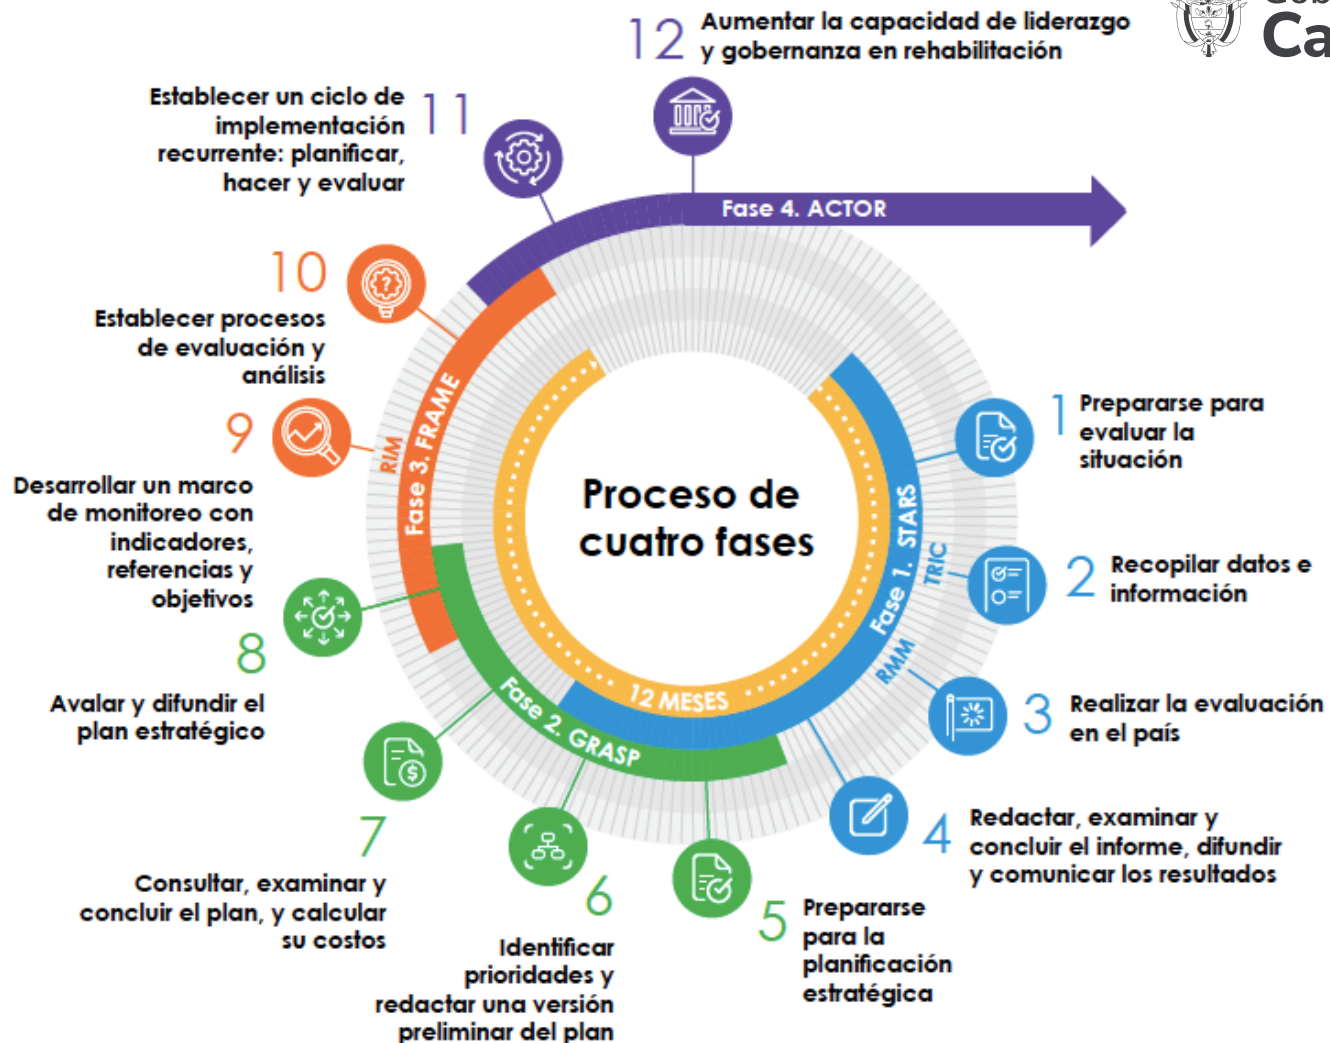 12
Aumentar la capacidad de liderazgo
y gobernanza en rehabilitación
Ca
11
Establecer un ciclo de
implementación
recurrente: planificar,
hacer y evaluar
Fase 4. ACTOR
10
Establecer procesos
de evaluación y
análisis
9
Desarrollar un marco
de monitoreo con
indicadores,
referencias y
objetivos
RIM
Fase 3. FRAME
?
Proceso de
cuatro fases
12 MESES
Fase 1. STARS
TRIC
RMM
1
Prepararse para
evaluar la
situación
2
Recopilar datos e
información
3
Realizar la evaluación
en el país
4
Redactar, examinar y
concluir el informe, difundir
y comunicar los resultados
Fase 2. GRASP
5
Prepararse
para la
planificación
estratégica
6
Identificar
prioridades y
redactar una versión
preliminar del plan
7
Consultar, examinar y
concluir el plan, y calcular
su costos
$
8
Avalar y difundir el
plan estratégico